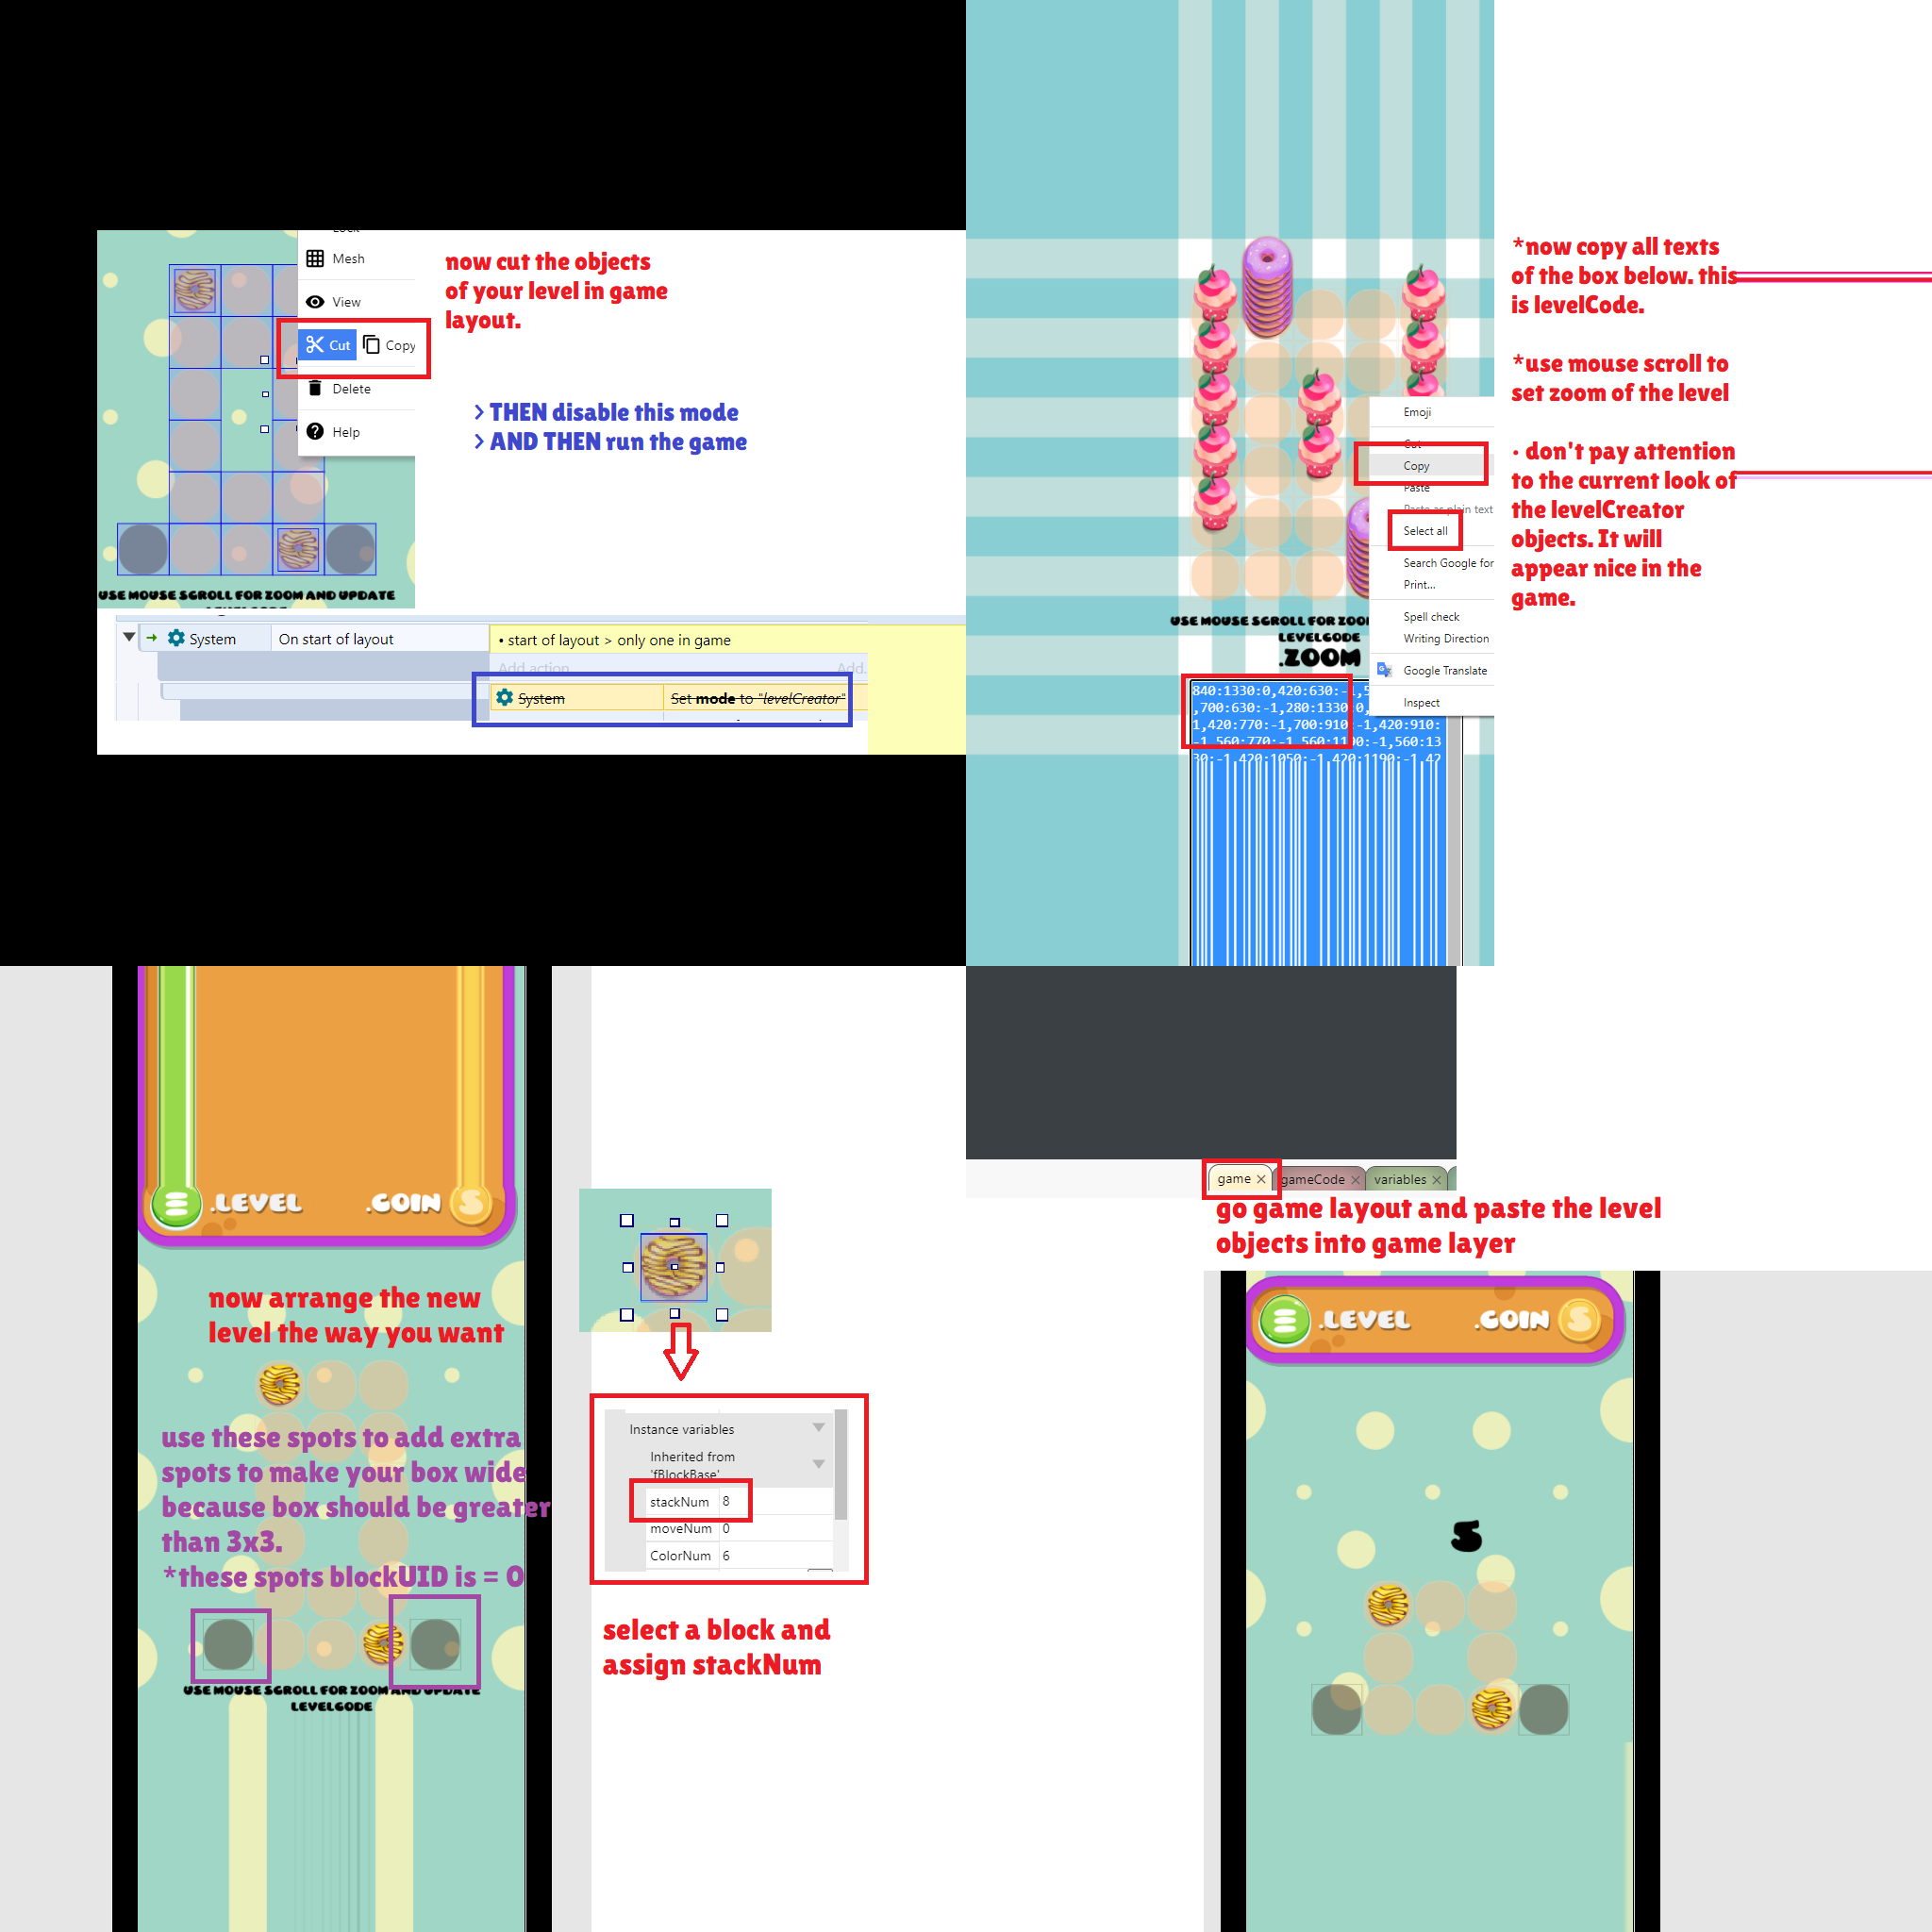 Mesh
View
Cut
Copy
Delete
Help
now cut the objects
of your level in game
layout.
> THEN disable this mode
> AND THEN run the game
USE MOUSE SCROLL FOR ZOOM AND UPDATE
LEVELCODE
System
On start of layout
• start of layout > only one in game
Add action
Add.
System
Set mode to "levelCreator"
*now copy all texts
of the box below. this
is levelCode.
*use mouse scroll to
set zoom of the level
• don't pay attention
to the current look of
the levelCreator
objects. It will
appear nice in the
game.
Emoji
Cut
Copy
Paste
Paste as plain text
Select all
Search Google for
Print...
Spell check
Writing Direction
Google Translate
Inspect
USE MOUSE SCROLL FOR ZOO
LEVELCODE
.ZOOM
840:1330:0,420:630:-1,5
,700:630:-1,280:1330:0,
1,420:770:-1,700:910:-1,420:910:
-1,560:770:-1,560:1190:-1,560:13
30:-1,420:1050:-1,420:1190:-1,42
.LEVEL
.COIN
now arrange the new
level the way you want
use these spots to add extra
spots to make your box wide
because box should be greater
than 3x3.
*these spots blockUID is = 0
USE MOUSE SCROLL FOR ZOOM AND UPDATE
LEVELCODE
Instance variables
Inherited from
'fBlockBase'
stackNum 8
moveNum 0
ColorNum 6
select a block and
assign stackNum
game
gameCode
variables
go game layout and paste the level
objects into game layer
.LEVEL
.COIN
S